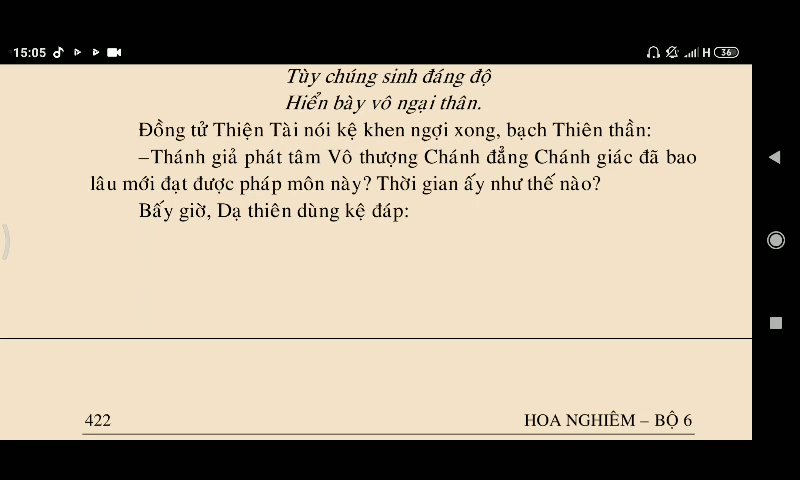 15:05 H 36
Tùy chúng sinh đáng độ
Hiển bày vô ngại thân.
Đồng tử Thiện Tài nói kệ khen ngợi xong, bạch Thiên thần:
–Thánh giả phát tâm Vô thượng Chánh đẳng Chánh giác đã bao
lâu mới đạt được pháp môn này? Thời gian ấy như thế nào?
Bấy giờ, Dạ thiên dùng kệ đáp:
422 HOA NGHIÊM – BỘ 6